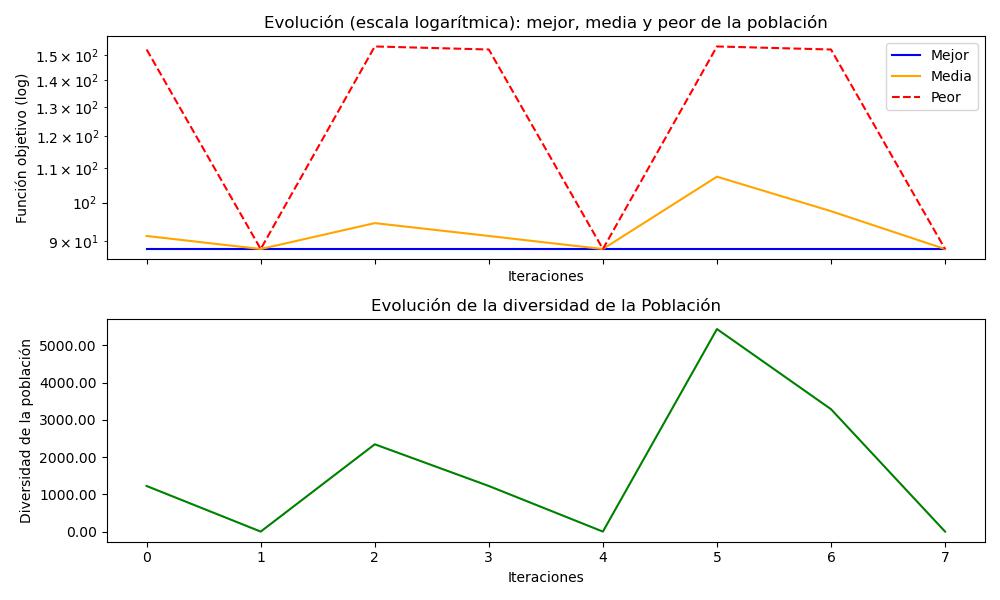 Evolución (escala logarítmica): mejor, media y peor de la población
Función objetivo (log)
1.5 × 10²
1.4 × 10²
1.3 × 10²
1.2 × 10²
1.1 × 10²
10²
9 × 10¹
Mejor
Media
Peor
Iteraciones
Evolución de la diversidad de la Población
Diversidad de la población
5000.00
4000.00
3000.00
2000.00
1000.00
0.00
0 1 2 3 4 5 6 7
Iteraciones